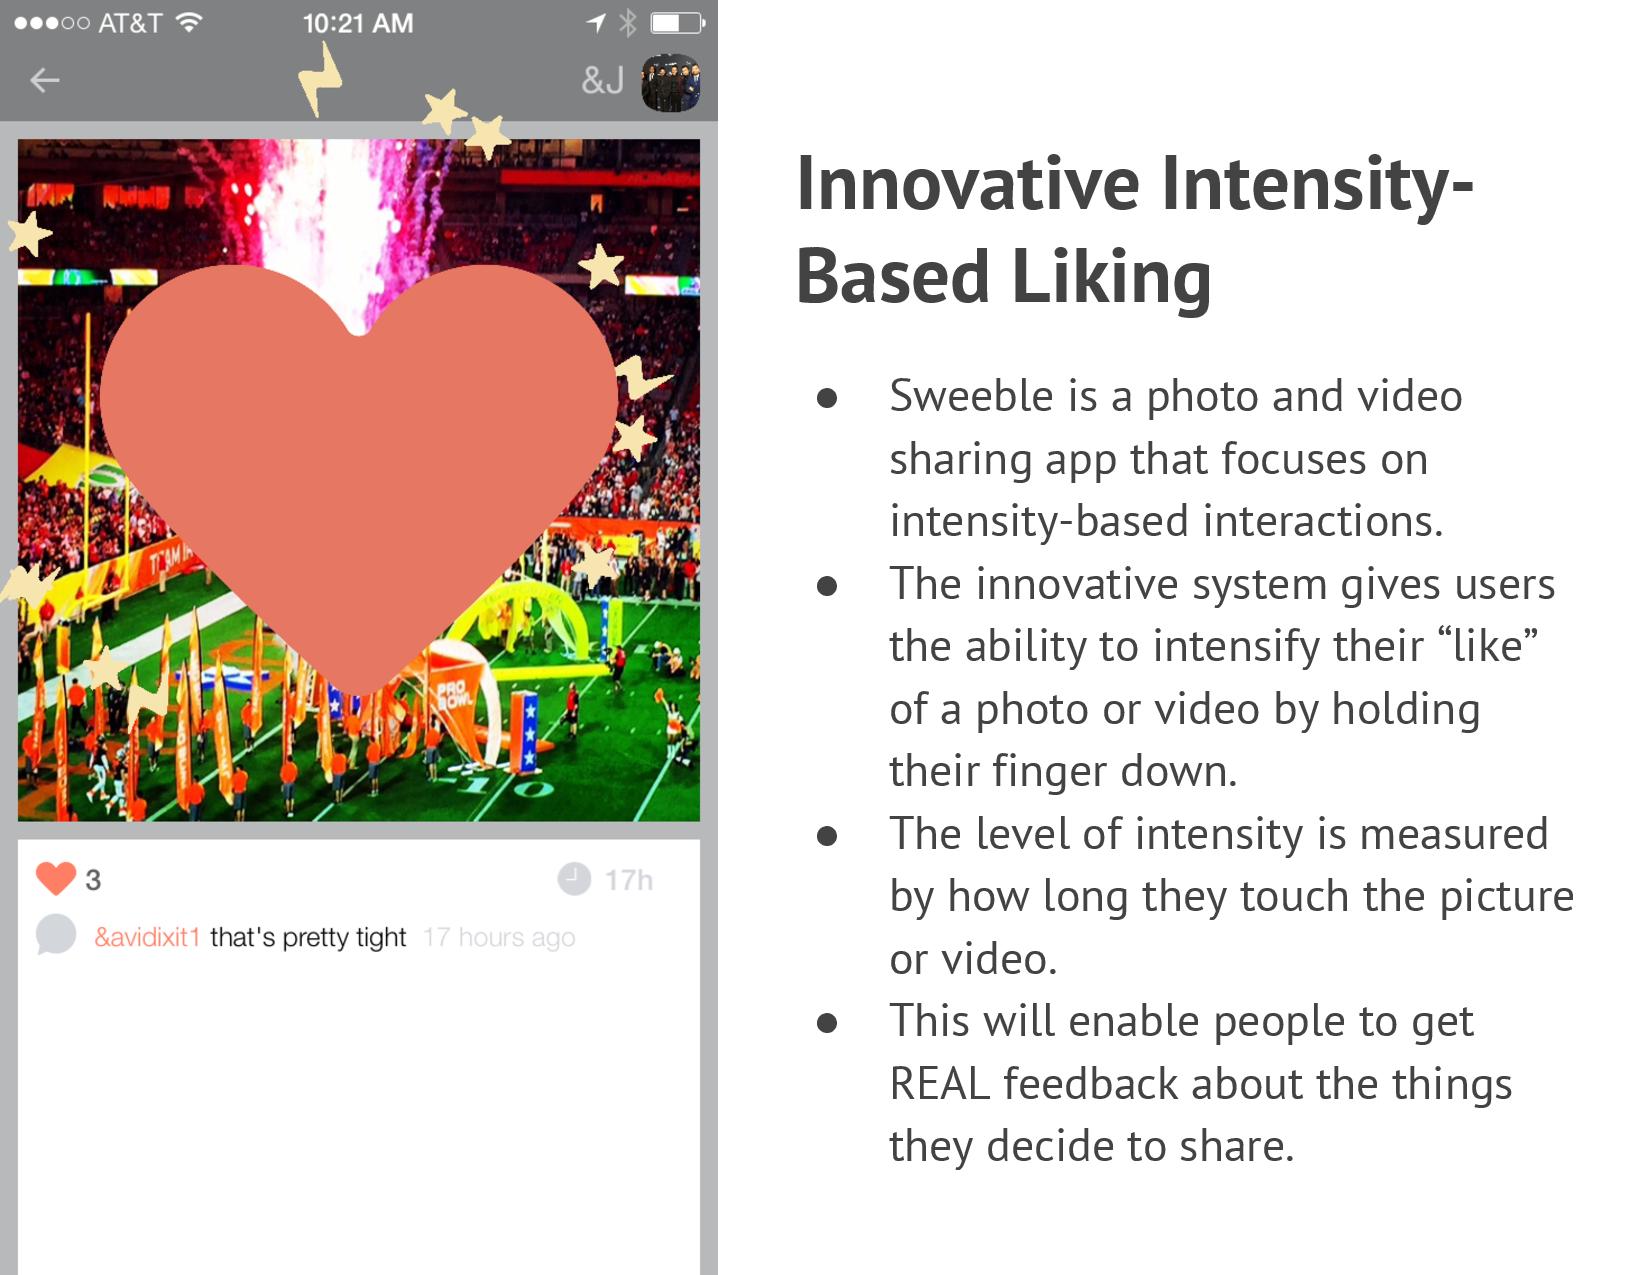 AT&T
10:21 AM
&J
TEAM
PRO
BOWL
10
3
17h
&avidixit1 that's pretty tight 17 hours ago
Innovative Intensity-
Based Liking
● Sweeble is a photo and video
sharing app that focuses on
intensity-based interactions.
● The innovative system gives users
the ability to intensify their “like”
of a photo or video by holding
their finger down.
● The level of intensity is measured
by how long they touch the picture
or video.
● This will enable people to get
REAL feedback about the things
they decide to share.